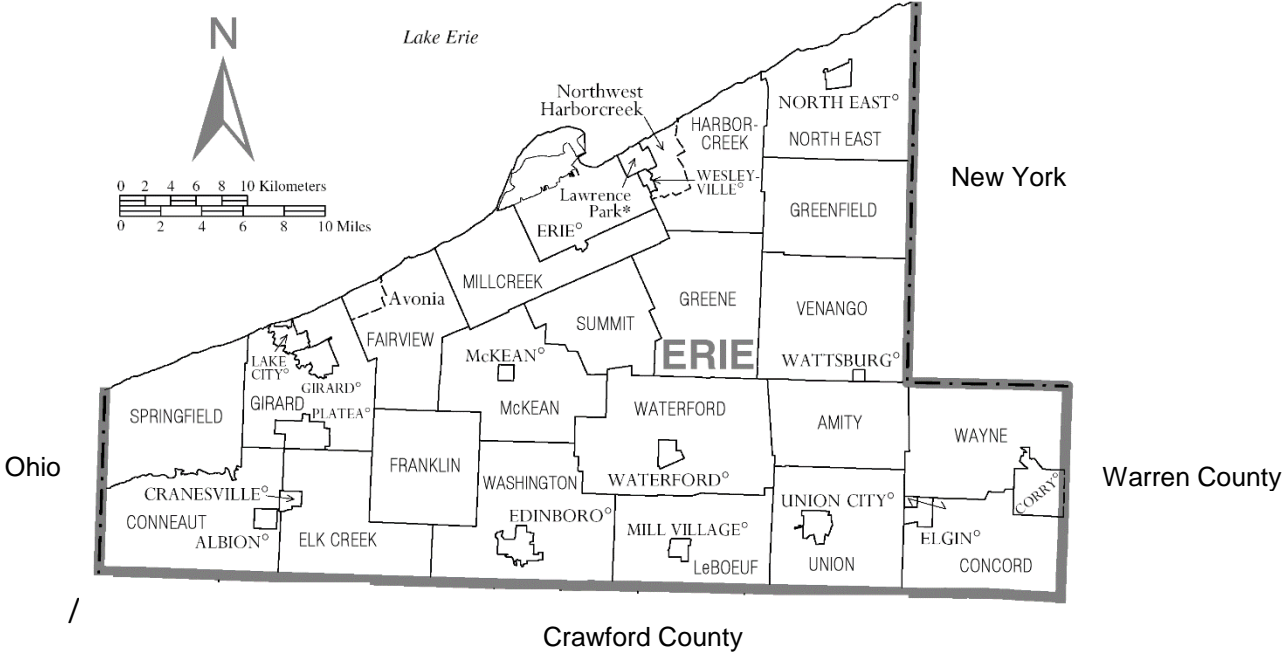 N
Lake Erie
0 2 4 6 8 10 Kilometers
0 2 4 6 8 10 Miles
Northwest
Harborcreek
NORTH EAST°
NORTH EAST
HARBOR-
CREEK
WESLEY-
VILLE°
Lawrence
Park*
ERIE°
GREENFIELD
New York
MILLCREEK
Avonia
FAIRVIEW
SUMMIT
GREENE
VENANGO
ERIE
WATTSBURG°
LAKE
CITY°
GIRARD°
GIRARD
PLATEA°
McKEAN°
McKEAN
SPRINGFIELD
WATERFORD
AMITY
WAYNE
Ohio
FRANKLIN
WASHINGTON
WATERFORD°
UNION CITY°
CORRY°
Warren County
CRANESVILLE°
CONNEAUT
ALBION°
ELK CREEK
EDINBORO°
MILL VILLAGE°
LeBOEUF
UNION
ELGIN°
CONCORD
/
Crawford County